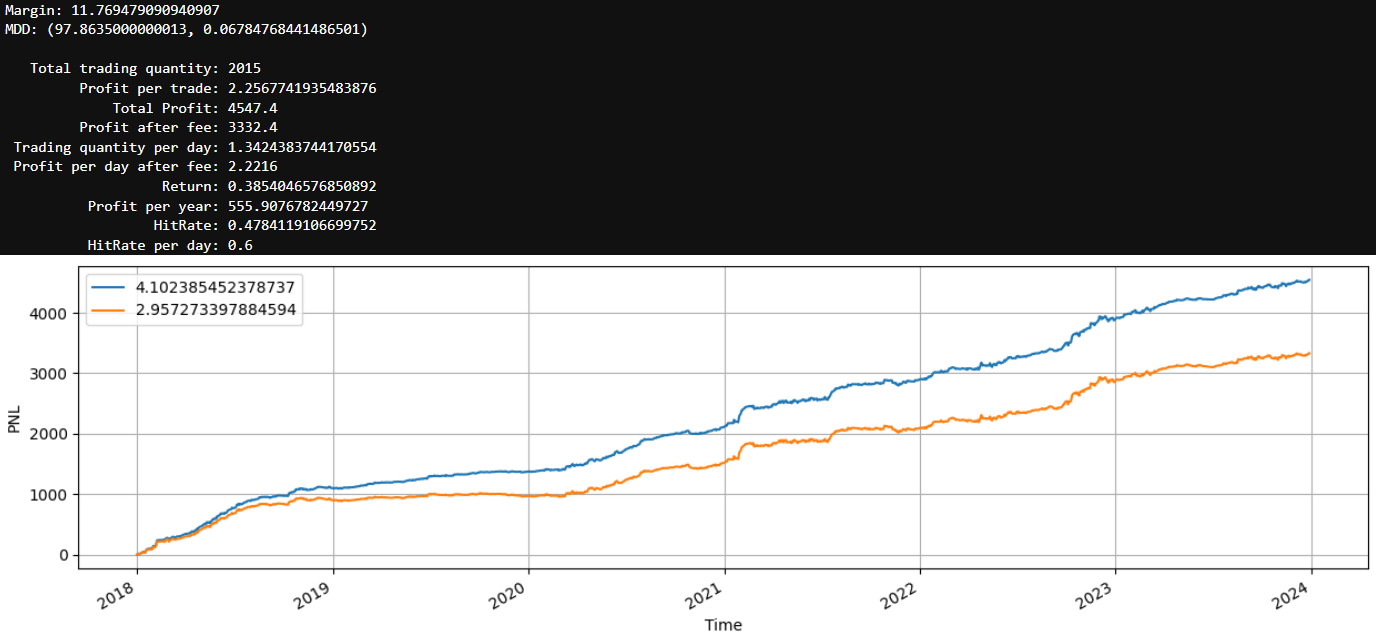 Margin: 11.769479090940907
MDD: (97.8635000000013, 0.06784768441486501)
Total trading quantity: 2015
Profit per trade: 2.2567741935483876
Total Profit: 4547.4
Profit after fee: 3332.4
Trading quantity per day: 1.3424383744170554
Profit per day after fee: 2.2216
Return: 0.3854046576850892
Profit per year: 555.9076782449727
HitRate: 0.4784119106699752
HitRate per day: 0.6
4.102385452378737
2.957273397884594
PNL
4000
3000
2000
1000
0
2018
2019
2020
2021
2022
2023
2024
Time